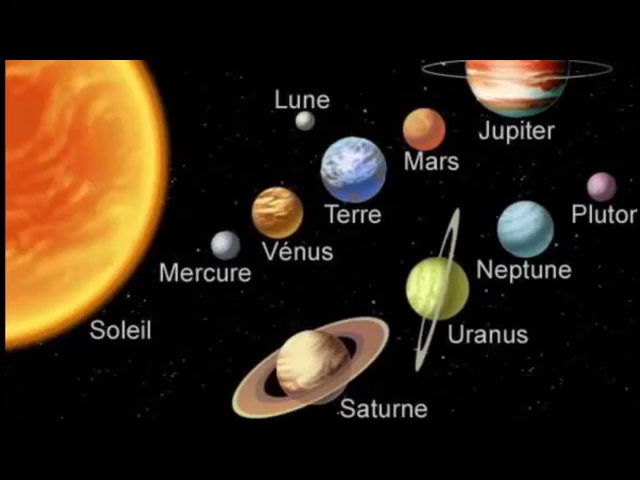 Lune
Jupiter
Mars
Terre
Plutor
Vénus
Mercure
Neptune
Soleil
Uranus
Saturne